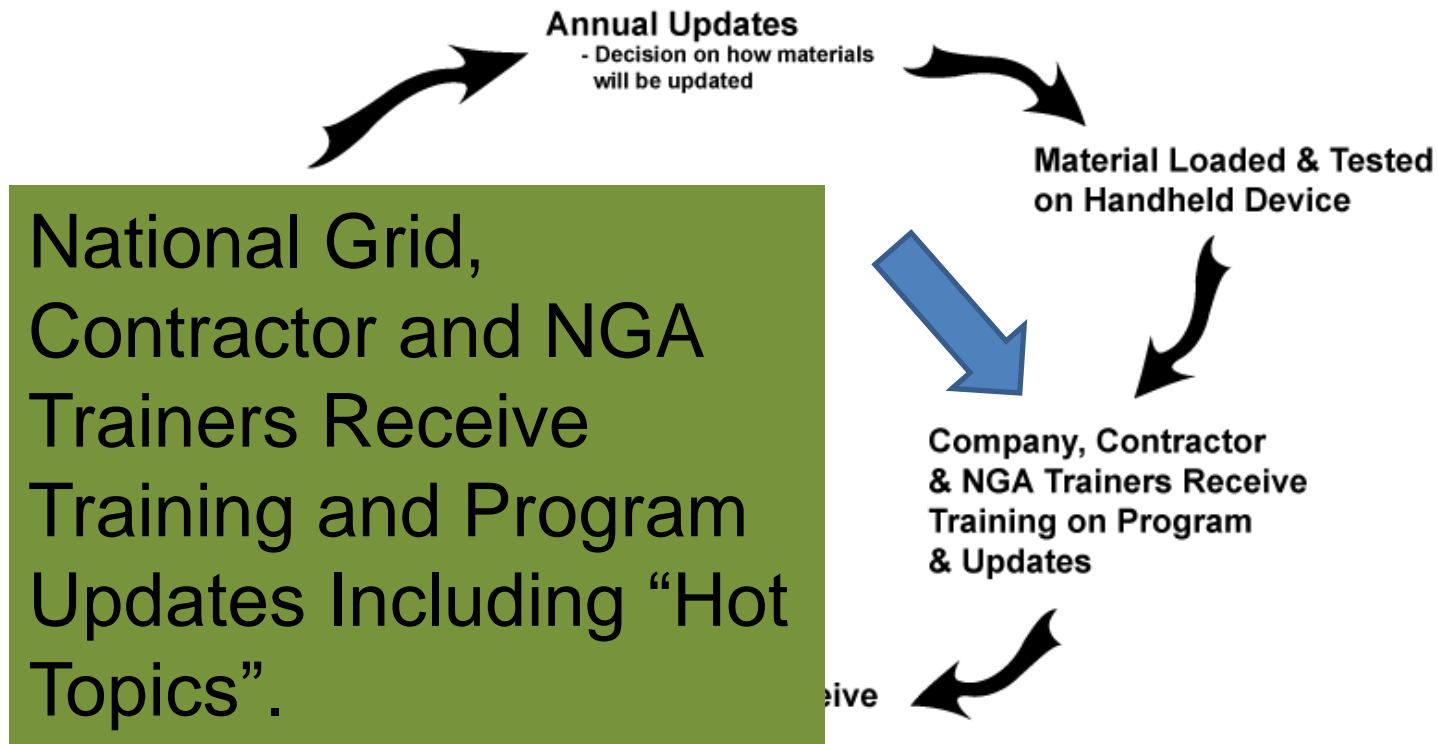 Annual Updates
- Decision on how materials
will be updated
Material Loaded & Tested
on Handheld Device
National Grid,
Contractor and NGA
Trainers Receive
Training and Program
Updates Including “Hot
Topics”.
Company, Contractor
& NGA Trainers Receive
Training on Program
& Updates